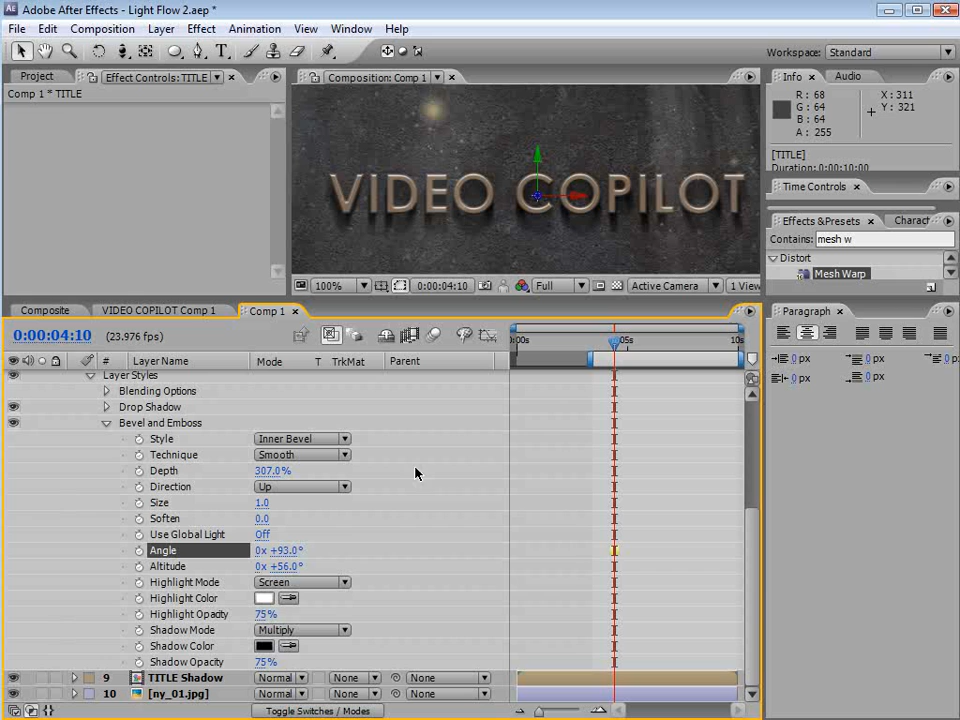 Adobe After Effects - Light Flow 2.aep *
File Edit Composition Layer Effect Animation View Window Help
Workspace: Standard
Project Effect Controls: TITLE
Comp 1 * TITLE
Composition: Comp 1
VIDEO COPILOT
100% 0:00:04:10 Full Active Camera 1 View
Info Audio
R: 68 X: 311
G: 64 Y: 321
B: 64
A: 255
[TITLE]
Duration: 0:00:10:00
Time Controls
Effects & Presets Charact
Contains: mesh w
Distort
Mesh Warp
Paragraph
0 px 0 px 0 p
0 px 0 px
Composite VIDEO COPILOT Comp 1 Comp 1
0:00:04:10 (23.976 fps)
):00s 05s 10s
# Layer Name Mode T TrkMat Parent
Layer Styles
Blending Options
Drop Shadow
Bevel and Emboss
Style Inner Bevel
Technique Smooth
Depth 307.0%
Direction Up
Size 1.0
Soften 0.0
Use Global Light Off
Angle 0x +93.0°
Altitude 0x +56.0°
Highlight Mode Screen
Highlight Color
Highlight Opacity 75%
Shadow Mode Multiply
Shadow Color
Shadow Opacity 75%
9 TITLE Shadow Normal None None
10 [ny_01.jpg] Normal None None
Toggle Switches / Modes